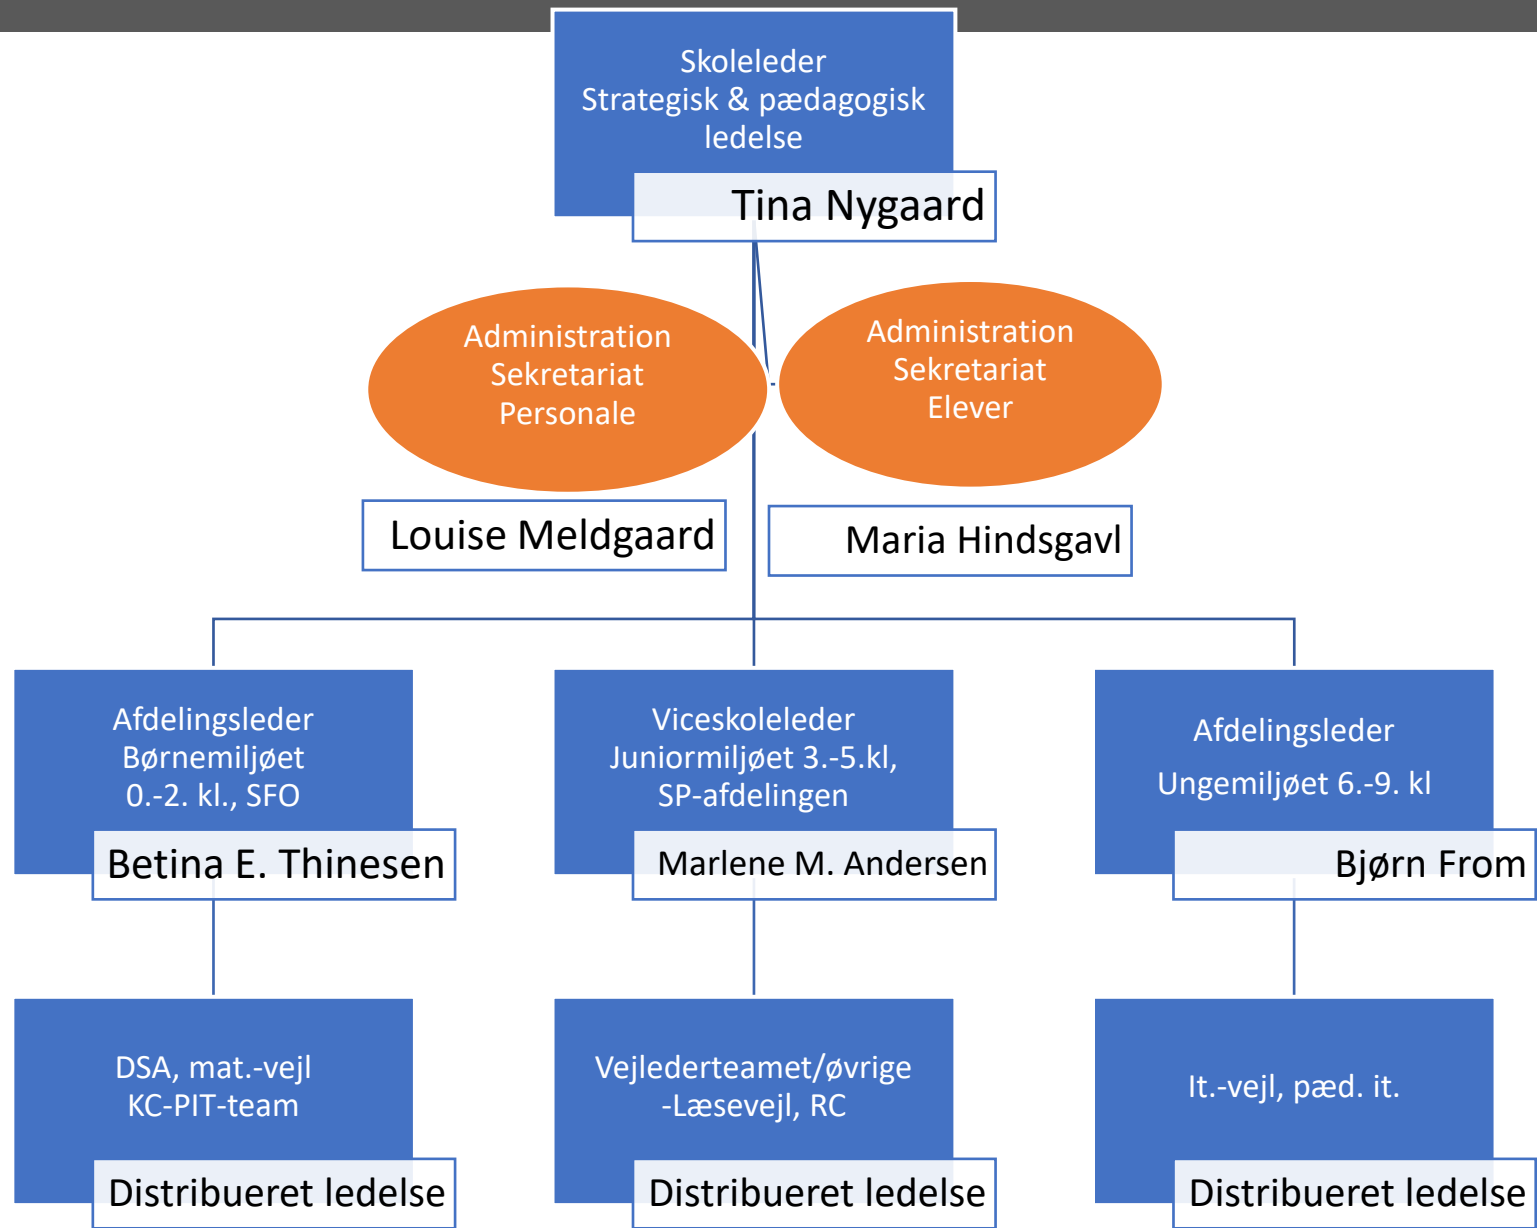 Skoleleder
Strategisk & pædagogisk
ledelse
Tina Nygaard
Administration
Sekretariat
Personale
Louise Meldgaard
Administration
Sekretariat
Elever
Maria Hindsgavl
Afdelingsleder
Børnemiljøet
0.-2. kl., SFO
Betina E. Thinesen
Viceskoleleder
Juniormiljøet 3.-5.kl,
SP-afdelingen
Marlene M. Andersen
Afdelingsleder
Ungemiljøet 6.-9. kl
Bjørn From
DSA, mat.-vejl
KC-PIT-team
Distribueret ledelse
Vejlederteamet/øvrige
-Læsevejl, RC
Distribueret ledelse
It.-vejl, pæd. it.
Distribueret ledelse